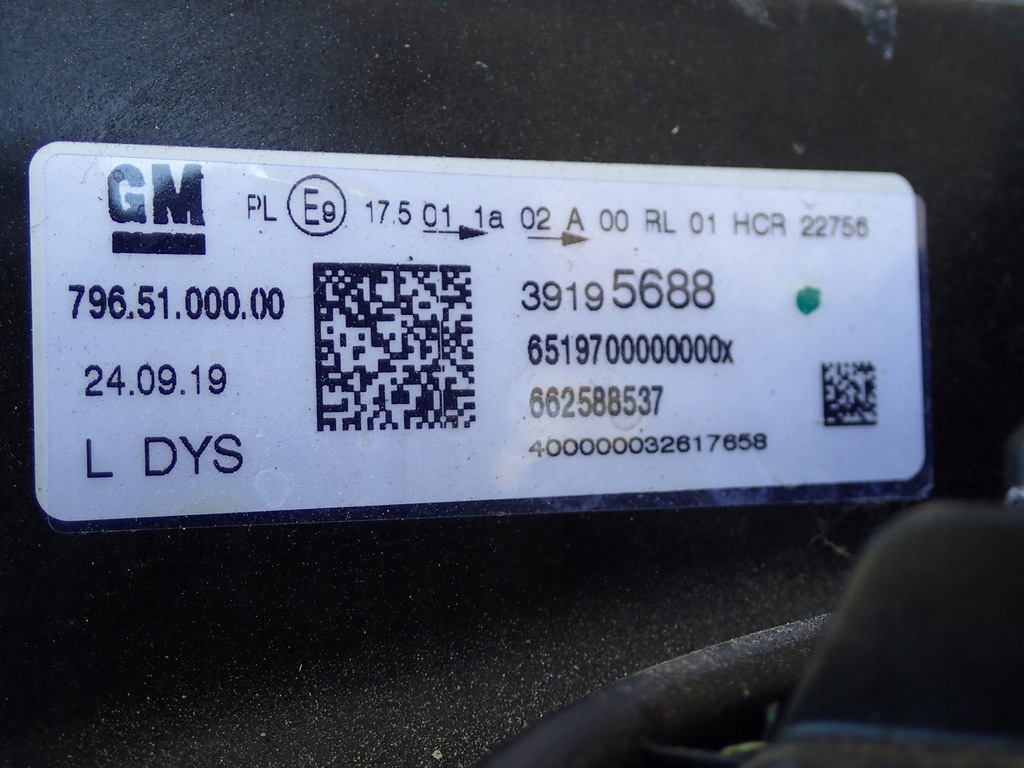 GM
PL E9 17.5 01 1a 02 A 00 RL 01 HCR 22756
796.51.000.00
24.09.19
L DYS
39195688
6519700000000x
662588537
400000032617658